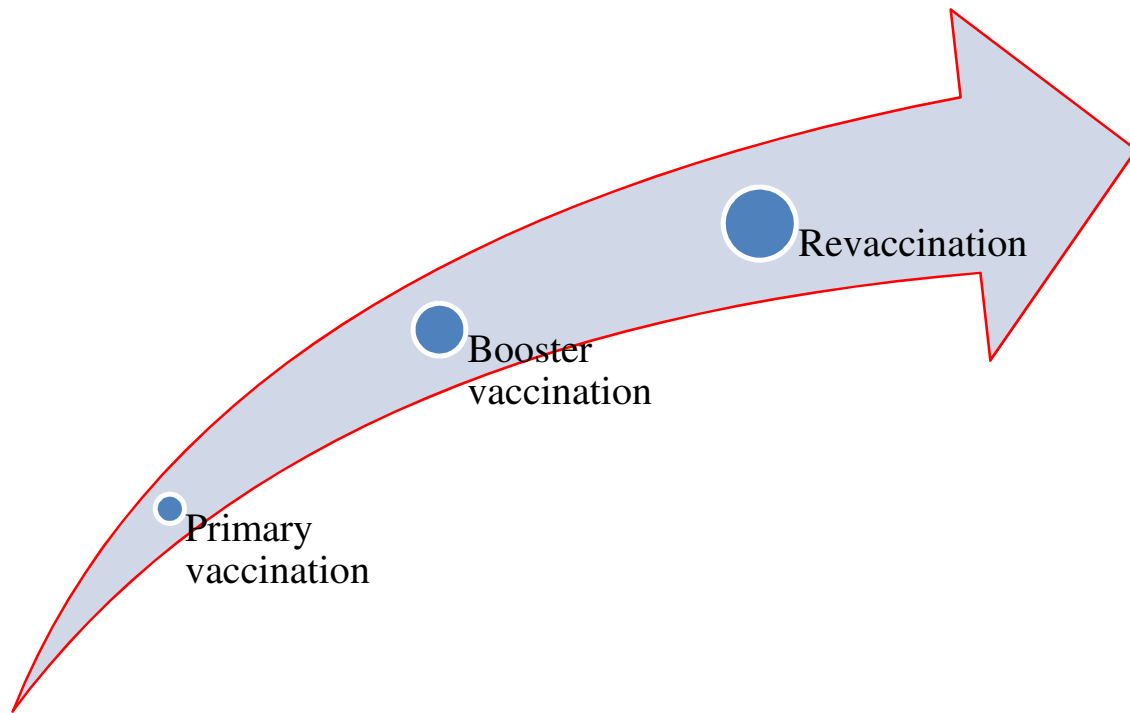 Revaccination
Booster
vaccination
Primary
vaccination